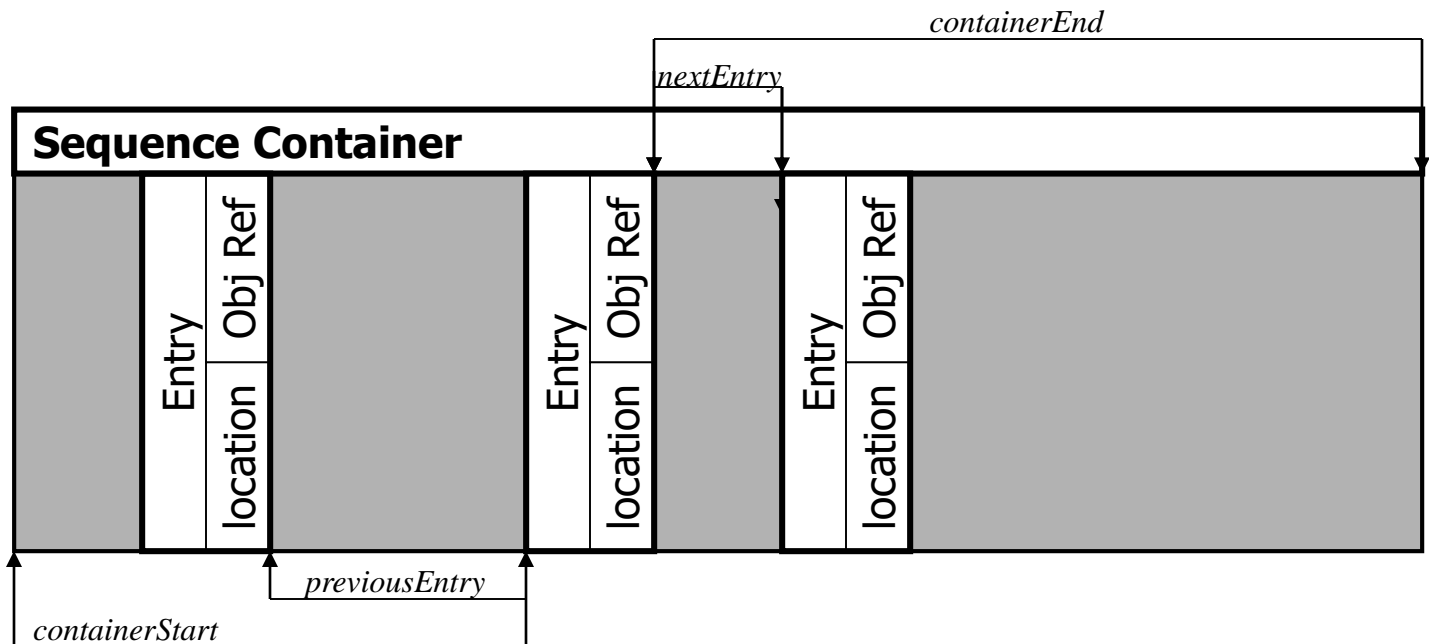 containerEnd
nextEntry
Sequence Container
Entry
Obj Ref
location
Entry
Obj Ref
location
Entry
Obj Ref
location
previousEntry
containerStart